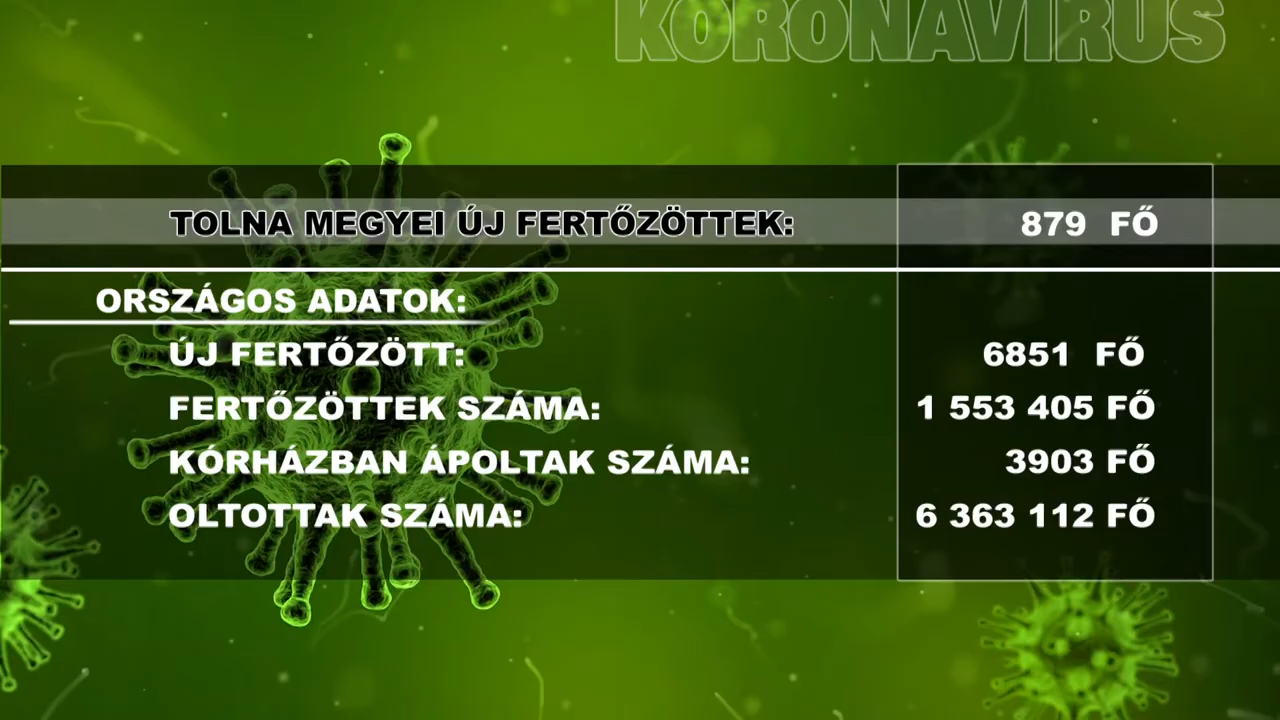 KORONAVÍRUS
TOLNA MEGYEI ÚJ FERTŐZÖTTEK: 879 FŐ
ORSZÁGOS ADATOK:
ÚJ FERTŐZÖTT: 6851 FŐ
FERTŐZÖTTEK SZÁMA: 1 553 405 FŐ
KÓRHÁZBAN ÁPOLTAK SZÁMA: 3903 FŐ
OLTOTTAK SZÁMA: 6 363 112 FŐ